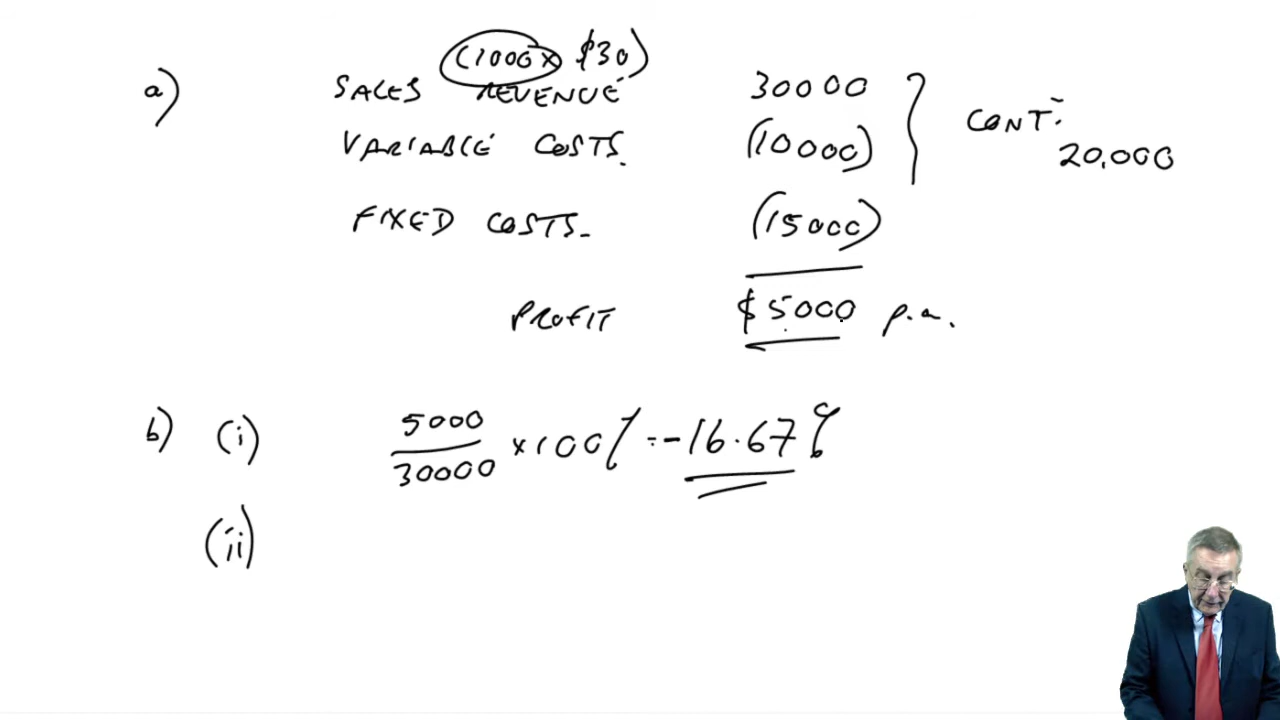 (1000 x $30)
a) SALES REVENUE 30000
CONT: 20,000
VARIABLE COSTS. (10000)
FIXED COSTS. (15000)
PROFIT $5000 p.a.
b) (i) 5000/30000 x100% = -16.67%
(ii)